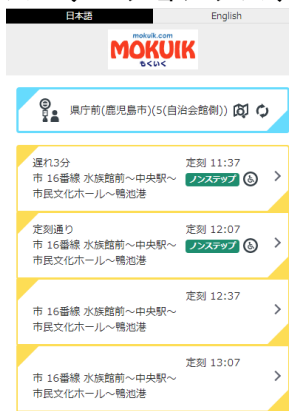 日本語
English
mokuik.com
MOKUIK
もくいく
県庁前(鹿児島市)(5(自治会館側))
遅れ3分
定刻 11:37
市 16番線 水族館前～中央駅～
市民文化ホール～鴨池港
ノンステップ
定刻通り
定刻 12:07
市 16番線 水族館前～中央駅～
市民文化ホール～鴨池港
ノンステップ
定刻 12:37
市 16番線 水族館前～中央駅～
市民文化ホール～鴨池港
定刻 13:07
市 16番線 水族館前～中央駅～
市民文化ホール～鴨池港